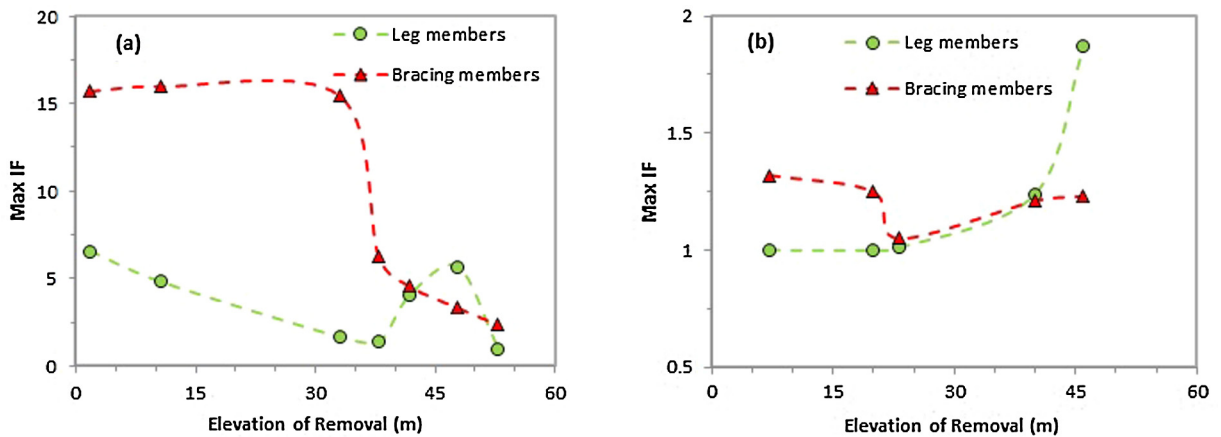 (a)
Leg members
Bracing members
20
15
10
5
0
Max IF
0 15 30 45 60
Elevation of Removal (m)
(b)
Leg members
Bracing members
2
1.5
1
0.5
Max IF
0 15 30 45 60
Elevation of Removal (m)